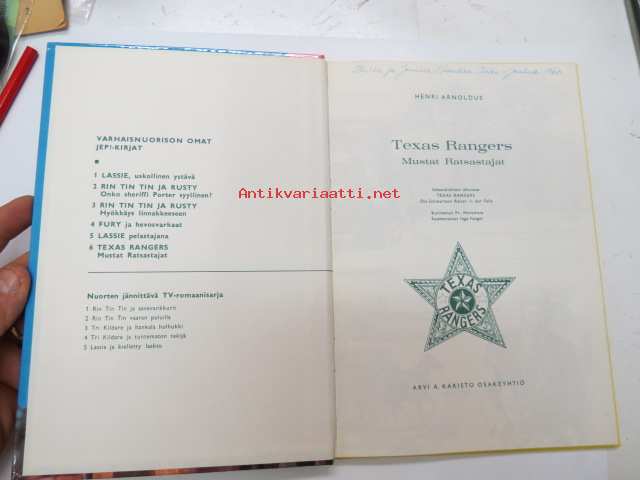 VARHAISNUORISON OMAT
JEPI-KIRJAT
1 LASSIE, uskollinen ystävä
2 RIN TIN TIN JA RUSTY
Onko sheriffi Porter syyllinen?
3 RIN TIN TIN JA RUSTY
Hyökkäys linnakkeeseen
4 FURY ja hevosvarkaat
5 LASSIE pelastajana
6 TEXAS RANGERS
Mustat Ratsastajat
Nuorten jännittävä TV-romaanisarja
1 Rin Tin Tin ja
2 Rin Tin Tin vaaran poluilla
3 Tri Kildare ja hankala
4 Tri Kildare ja tuntematon tekijä
5 Lassie ja kielletty laakso
HENRI ARNOLDUS
Texas Rangers
Mustat Ratsastajat
TEXAS RANGERS
TEXAS
RANGERS
ARVI A. KARISTO OSAKEYHTIÖ
Antikvariaatti.net